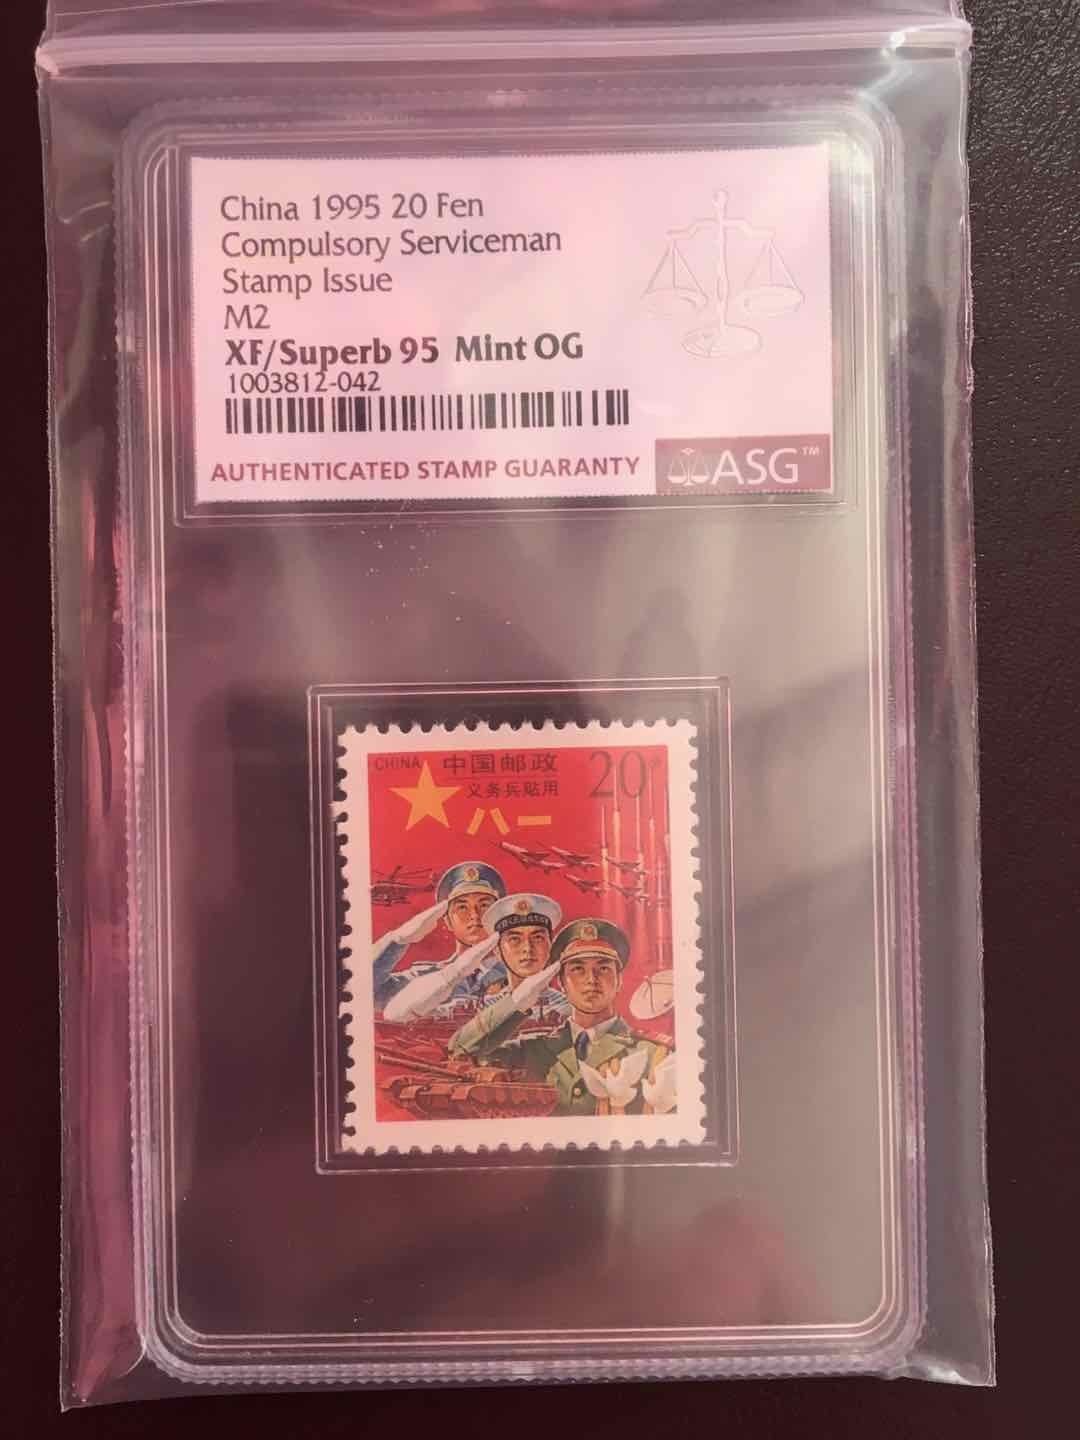 China 1995 20 Fen
Compulsory Serviceman
Stamp Issue
M2
XF/Superb 95 Mint OG
1003812-042
AUTHENTICATED STAMP GUARANTY
ASG™
CHINA 中国邮政 20
义务兵贴用
八一